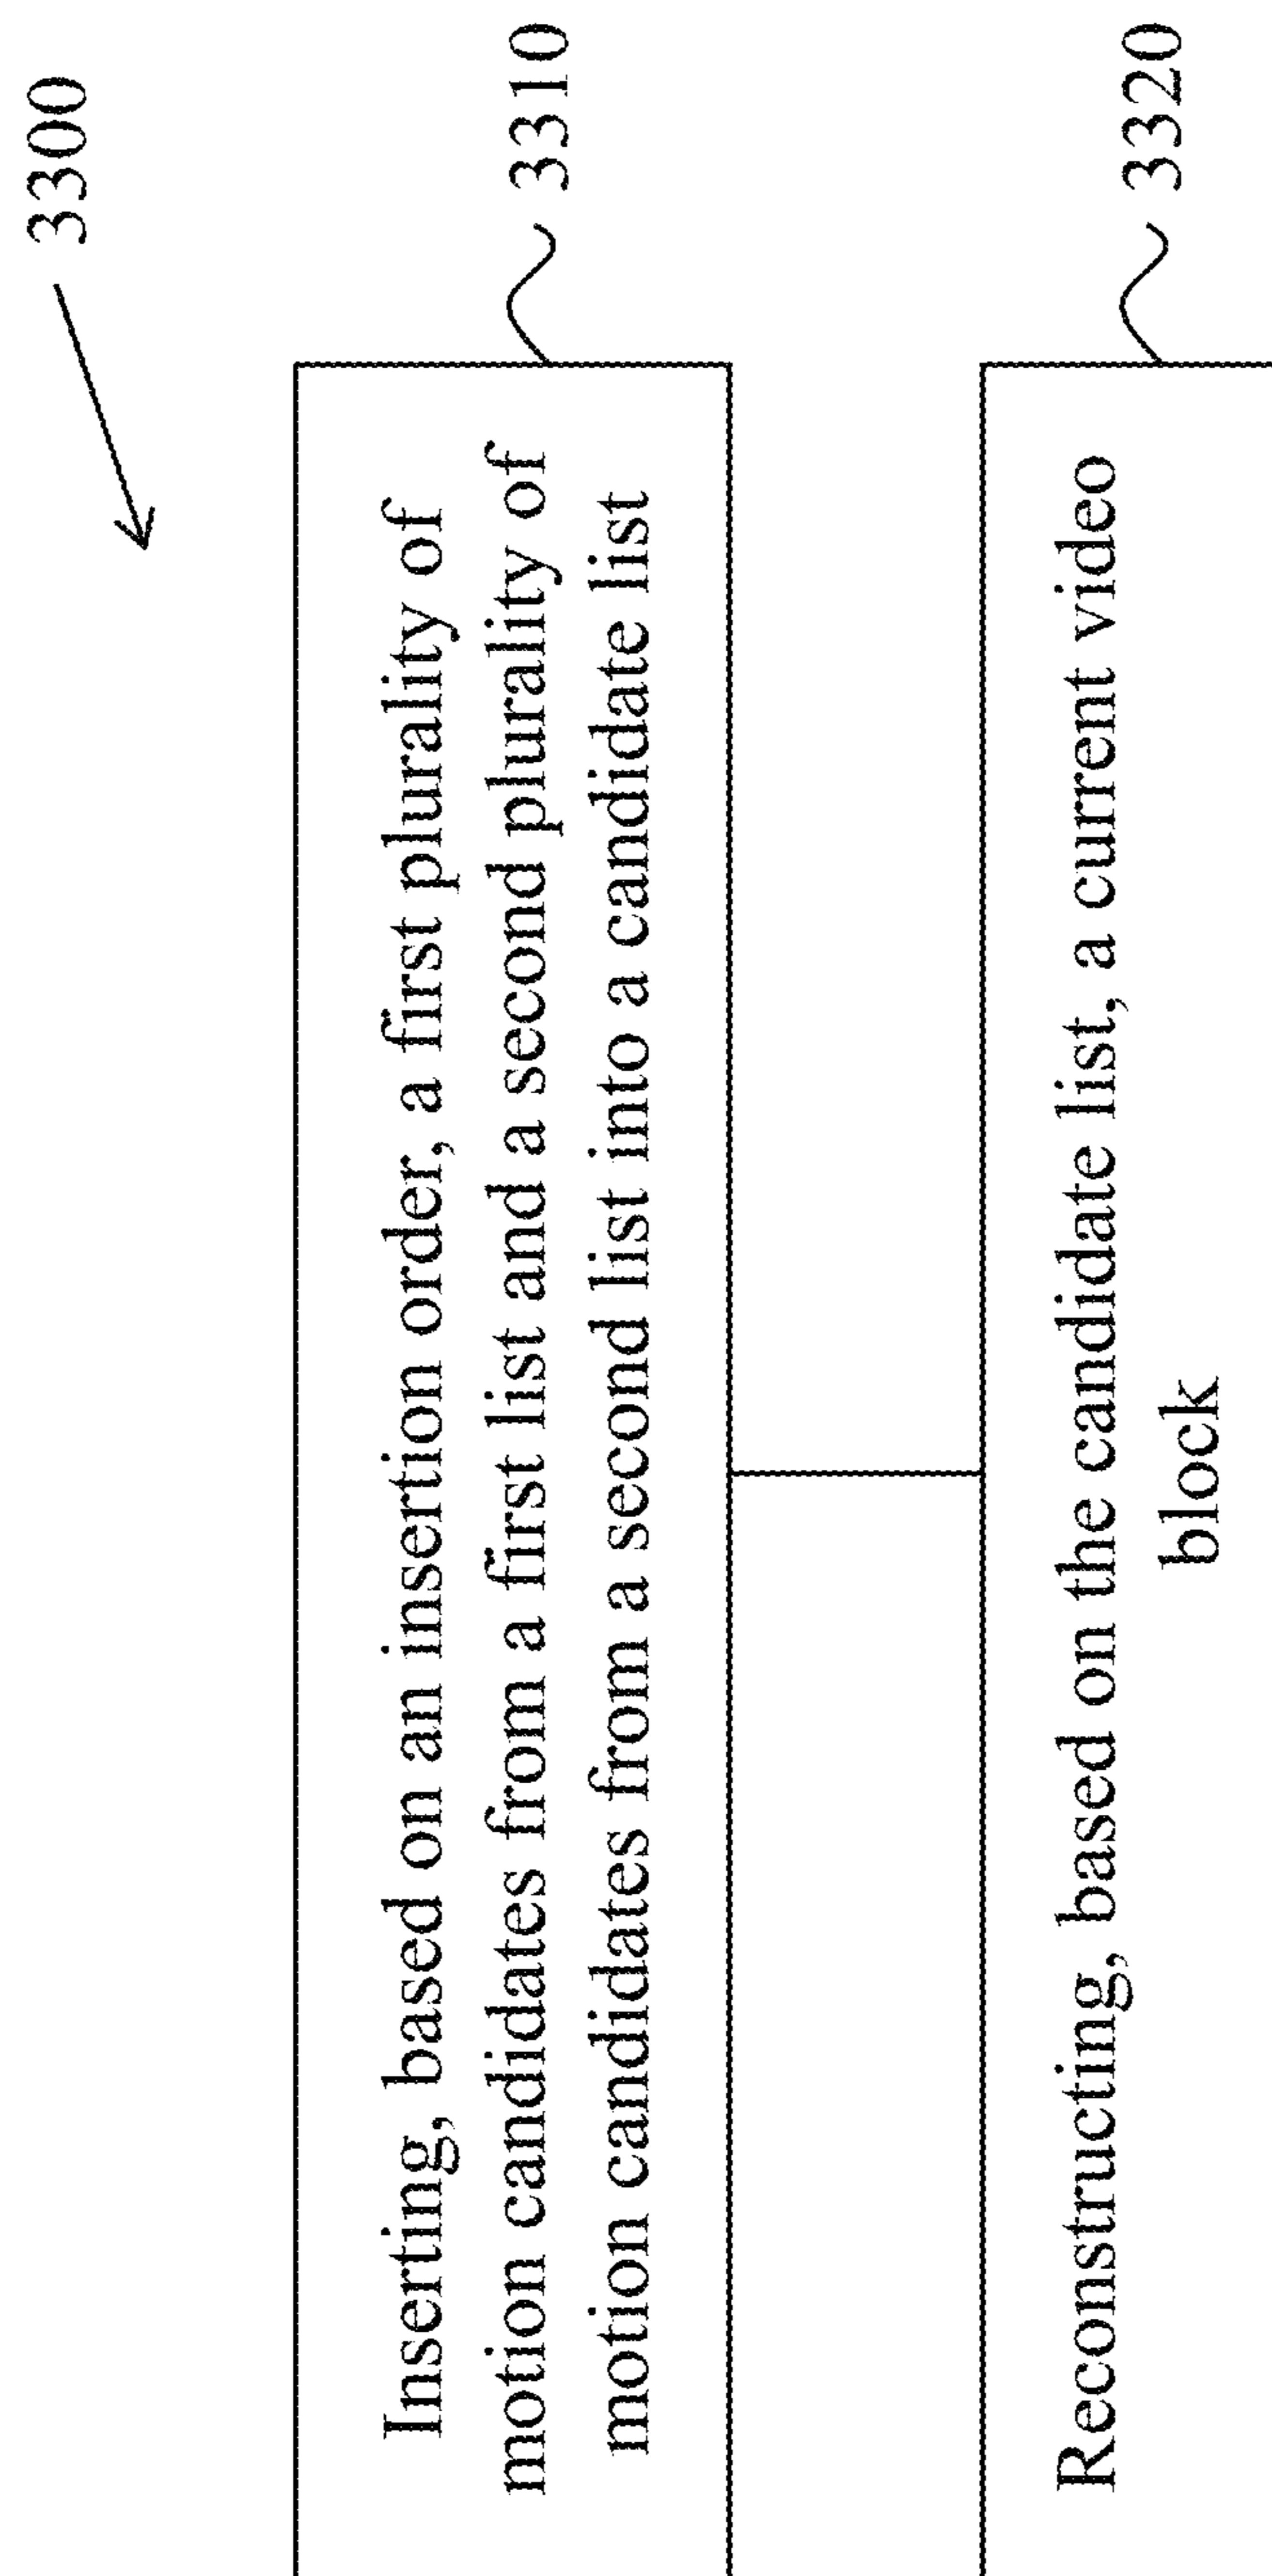 3300
Inserting, based on an insertion order, a first plurality of
motion candidates from a first list and a second plurality of
motion candidates from a second list into a candidate list
3310
Reconstructing, based on the candidate list, a current video
block
3320